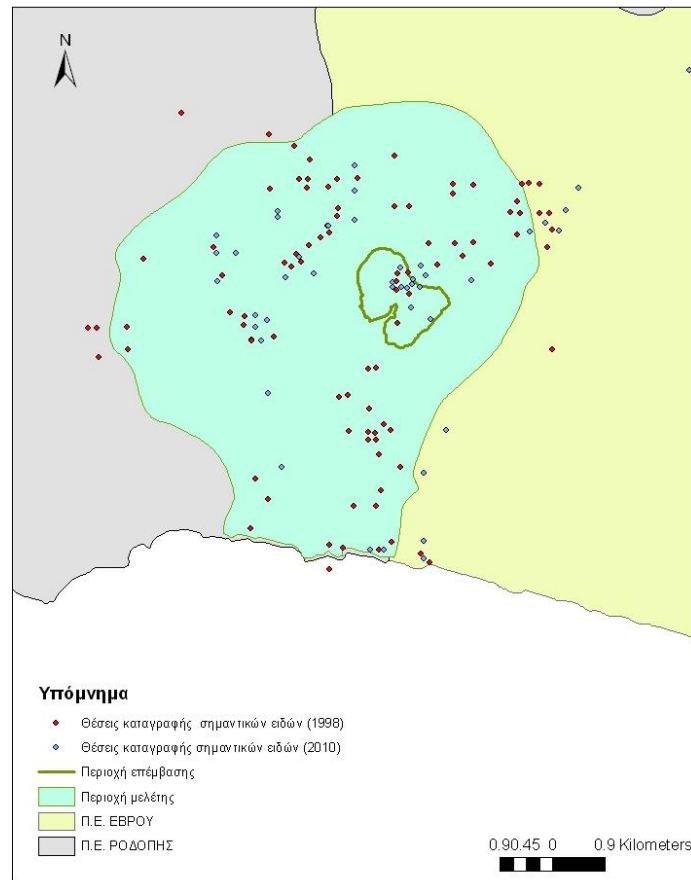 N
Υπόμνημα
Θέσεις καταγραφής σημαντικών ειδών (1998)
Θέσεις καταγραφής σημαντικών ειδών (2010)
Περιοχή επέμβασης
Περιοχή μελέτης
Π.Ε. ΕΒΡΟΥ
Π.Ε. ΡΟΔΟΠΗΣ
0.90.45 0 0.9 Kilometers